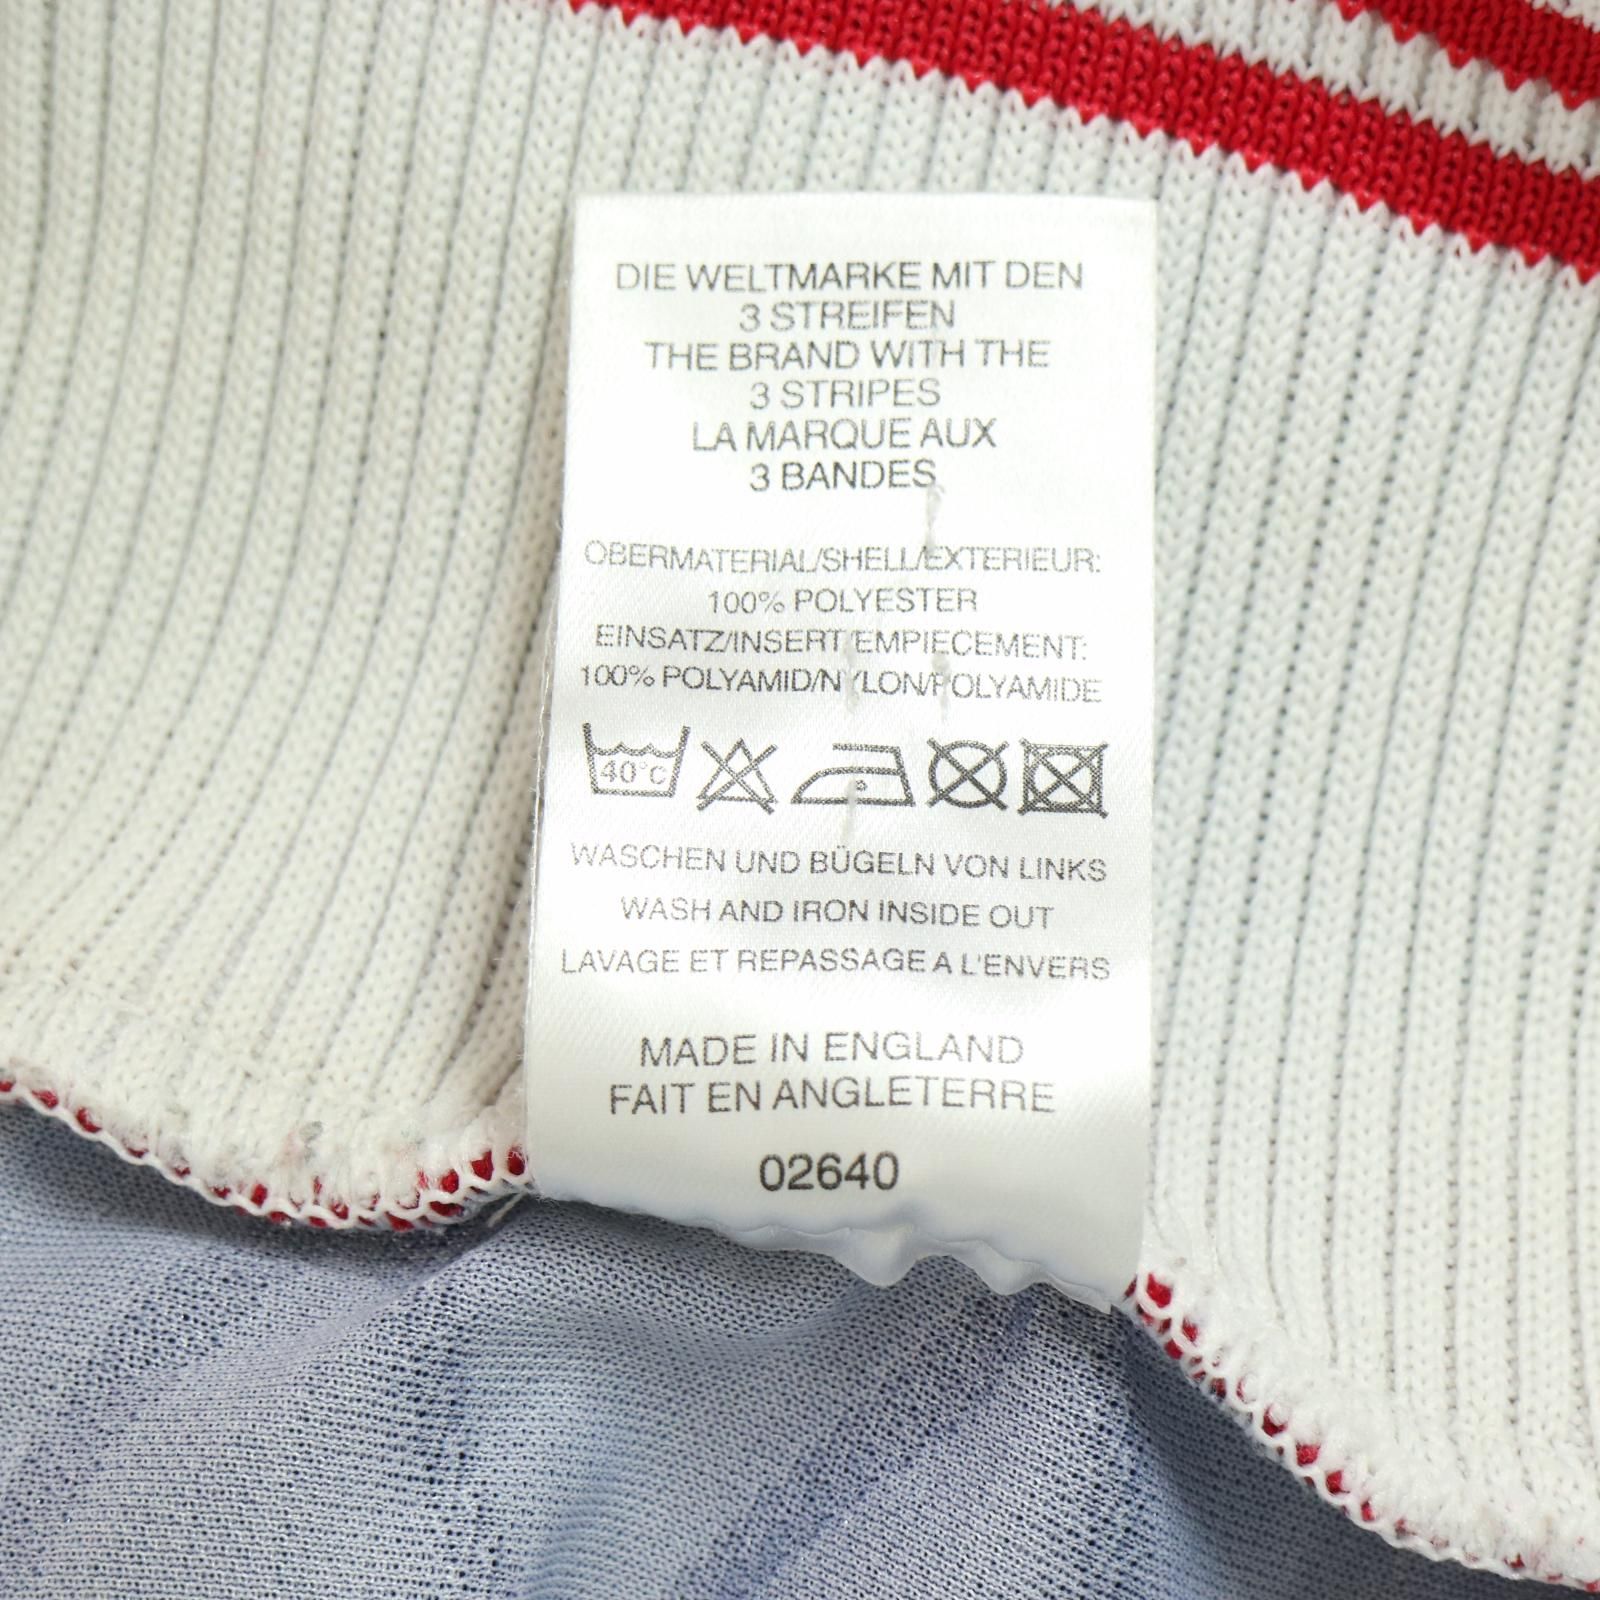 DIE WELTMARKE MIT DEN
3 STREIFEN
THE BRAND WITH THE
3 STRIPES
LA MARQUE AUX
3 BANDES
OBERMATERIAL/SHELL/EXTERIEUR:
100% POLYESTER
EINSATZ/INSERT/EMPIECEMENT:
100% POLYAMID/NYLON/POLYAMIDE
40°C
WASCHEN UND BÜGELN VON LINKS
WASH AND IRON INSIDE OUT
LAVAGE ET REPASSAGE A L'ENVERS
MADE IN ENGLAND
FAIT EN ANGLETERRE
02640